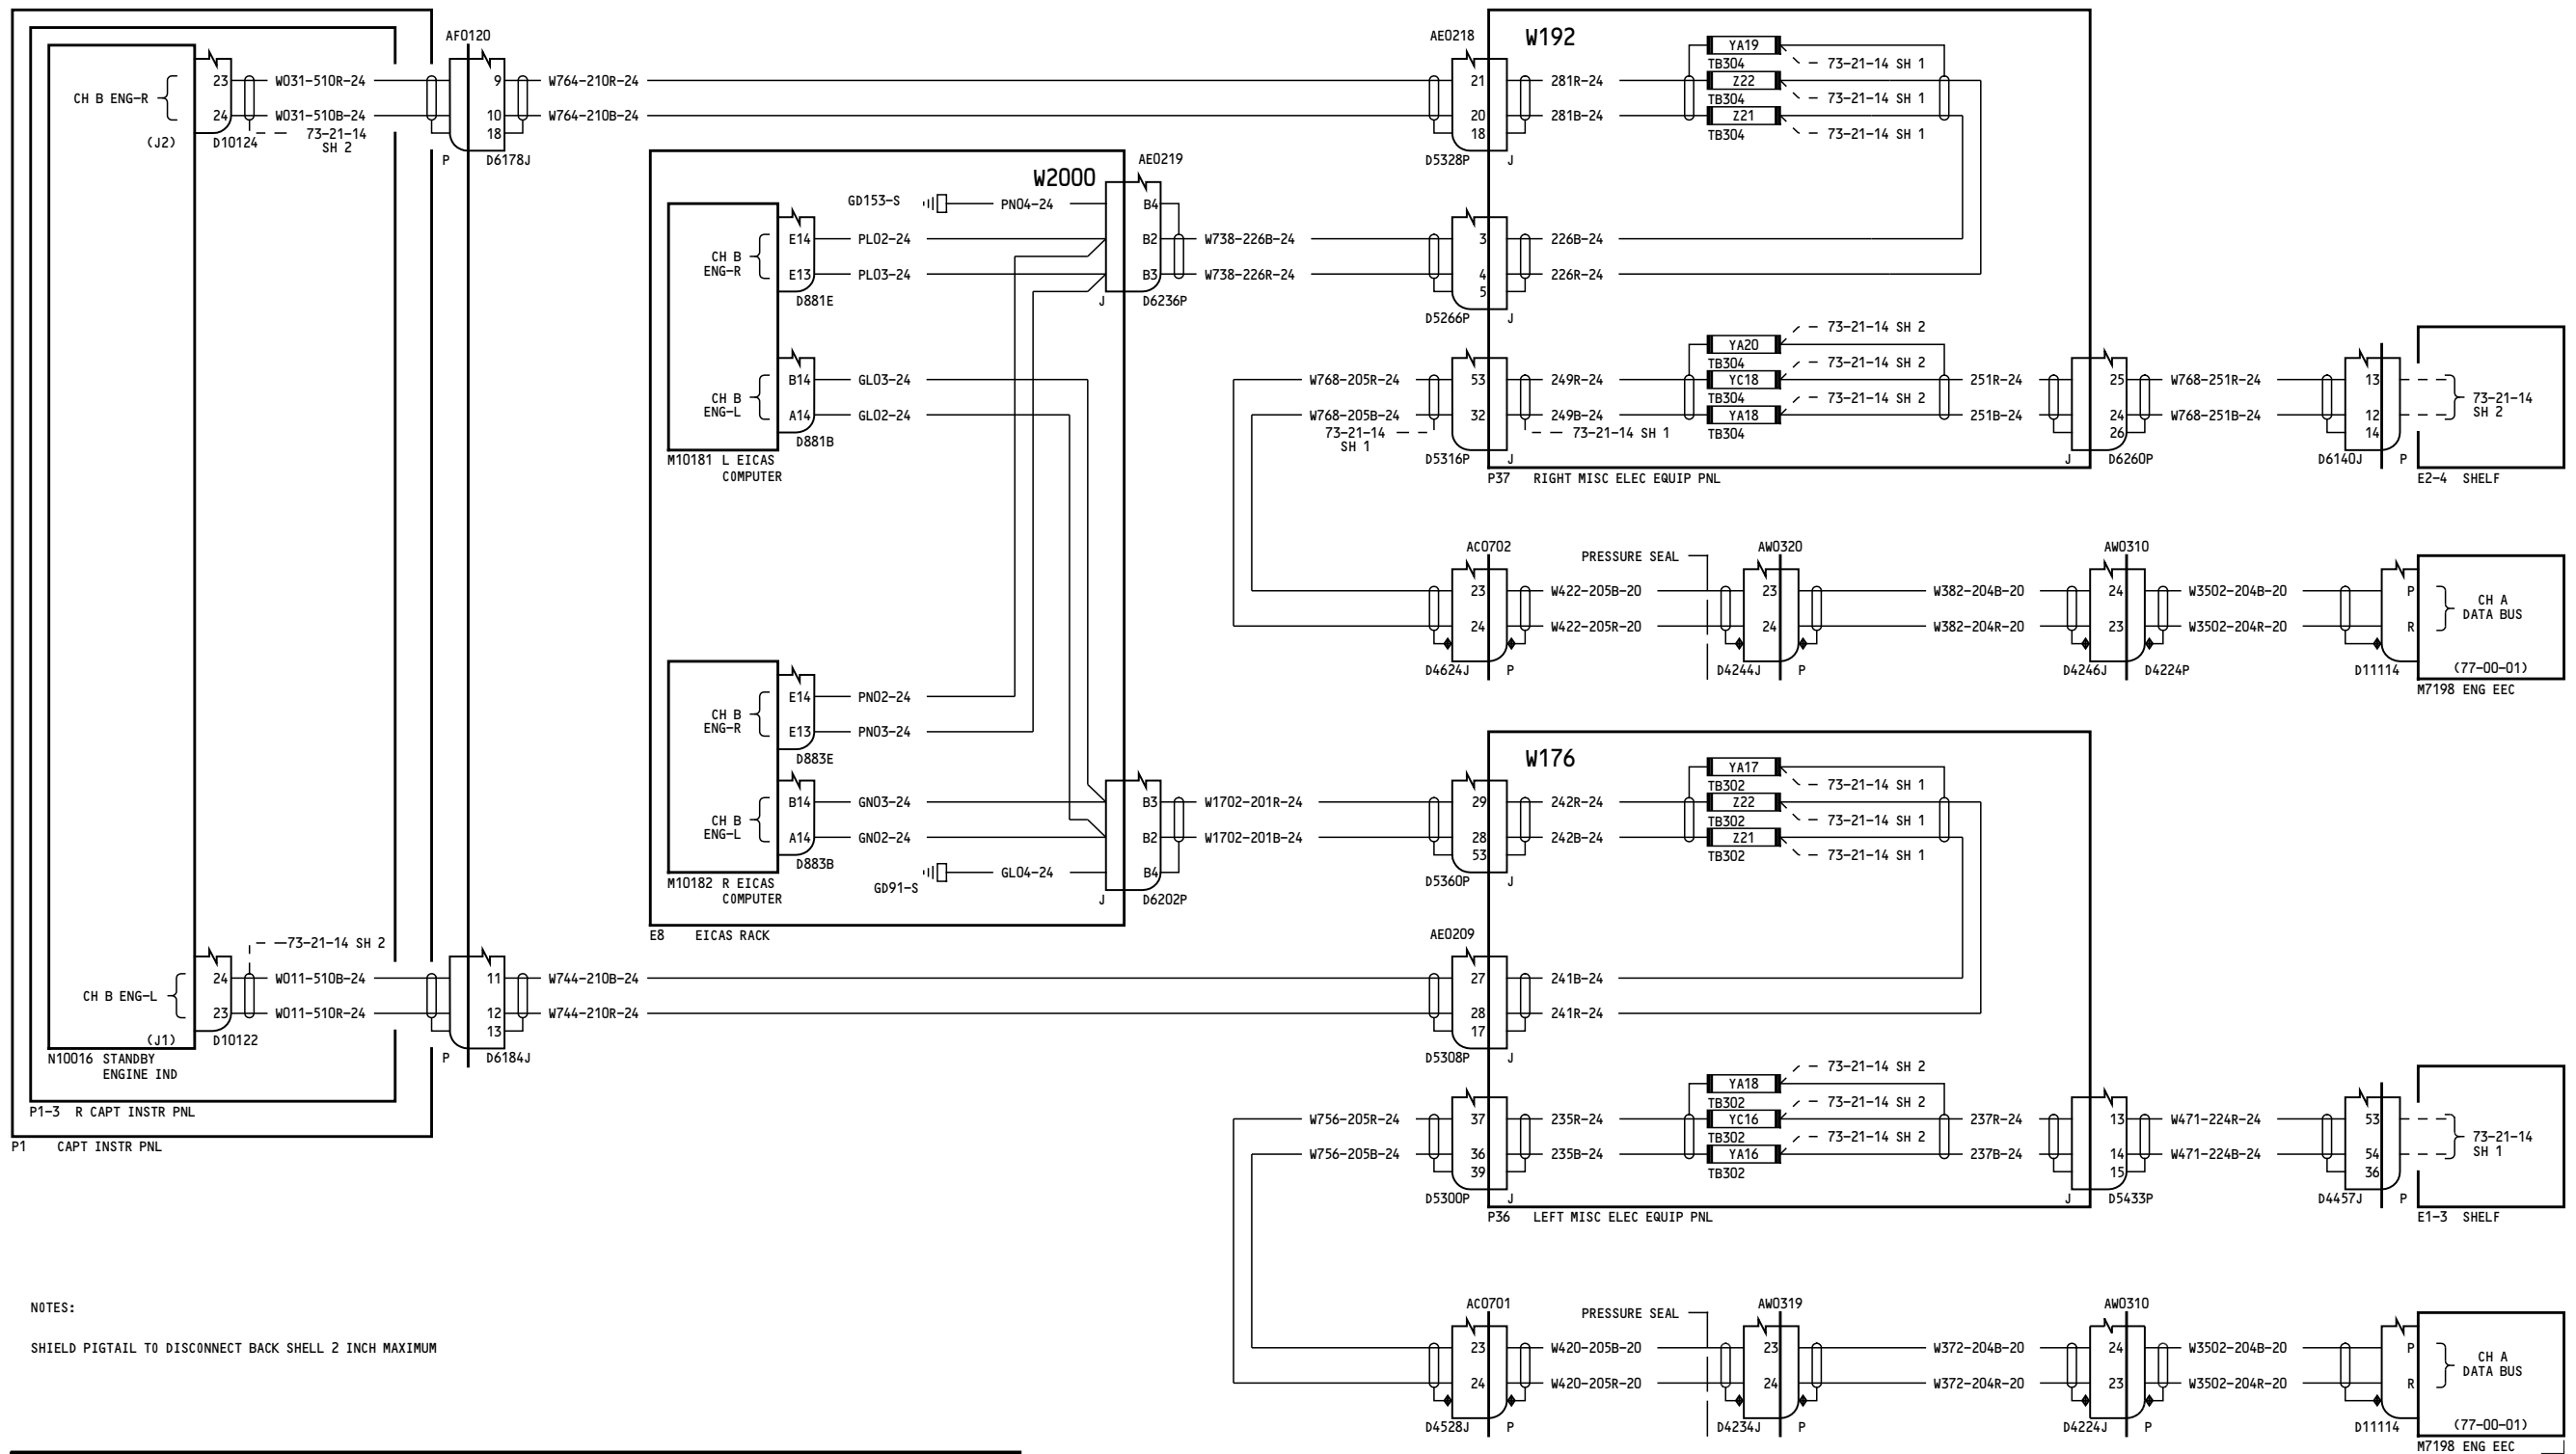 AF0120
CH B ENG-R
(J2)
23
24
D10124
W031-510R-24
W031-510B-24
73-21-14
SH 2
9
10
18
P
D6178J
W764-210R-24
W764-210B-24
AE0218
21
20
18
D5328P
J
W192
281R-24
281B-24
YA19
TB304
Z22
TB304
Z21
TB304
73-21-14 SH 1
73-21-14 SH 1
73-21-14 SH 1
W2000
AE0219
GD153-S
PN04-24
B4
B2
B3
J
D6236P
CH B
ENG-R
E14
E13
D881E
PL02-24
PL03-24
W738-226B-24
W738-226R-24
3
4
5
D5266P
J
226B-24
226R-24
CH B
ENG-L
B14
A14
D881B
GL03-24
GL02-24
M10181 L EICAS
COMPUTER
W768-205R-24
W768-205B-24
73-21-14
SH 1
53
32
D5316P
J
249R-24
249B-24
73-21-14 SH 1
YA20
TB304
YC18
TB304
YA18
TB304
73-21-14 SH 2
73-21-14 SH 2
73-21-14 SH 2
251R-24
251B-24
25
24
26
J
D6260P
W768-251R-24
W768-251B-24
13
12
14
D6140J
P
73-21-14
SH 2
E2-4 SHELF
P37 RIGHT MISC ELEC EQUIP PNL
AC0702
23
24
D4624J
P
W422-205B-20
W422-205R-20
PRESSURE SEAL
AW0320
23
24
D4244J
P
W382-204B-20
W382-204R-20
AW0310
24
23
D4246J
D4224P
W3502-204B-20
W3502-204R-20
P
R
D11114
CH A
DATA BUS
(77-00-01)
M7198 ENG EEC
CH B
ENG-R
E14
E13
D883E
PN02-24
PN03-24
CH B
ENG-L
B14
A14
D883B
GN03-24
GN02-24
M10182 R EICAS
COMPUTER
GD91-S
GL04-24
B3
B2
B4
J
D6202P
E8 EICAS RACK
W1702-201R-24
W1702-201B-24
29
28
53
D5360P
J
W176
242R-24
242B-24
YA17
TB302
Z22
TB302
Z21
TB302
73-21-14 SH 1
73-21-14 SH 1
73-21-14 SH 1
CH B ENG-L
(J1)
24
23
D10122
73-21-14 SH 2
W011-510B-24
W011-510R-24
N10016 STANDBY
ENGINE IND
P1-3 R CAPT INSTR PNL
P1 CAPT INSTR PNL
11
12
13
P
D6184J
W744-210B-24
W744-210R-24
AE0209
27
28
17
D5308P
J
241B-24
241R-24
W756-205R-24
W756-205B-24
37
36
39
D5300P
J
235R-24
235B-24
YA18
TB302
YC16
TB302
YA16
TB302
73-21-14 SH 2
73-21-14 SH 2
73-21-14 SH 2
237R-24
237B-24
13
14
15
J
D5433P
W471-224R-24
W471-224B-24
53
54
36
D4457J
P
73-21-14
SH 1
E1-3 SHELF
P36 LEFT MISC ELEC EQUIP PNL
NOTES:
SHIELD PIGTAIL TO DISCONNECT BACK SHELL 2 INCH MAXIMUM
AC0701
23
24
D4528J
P
W420-205B-20
W420-205R-20
PRESSURE SEAL
AW0319
23
24
D4234J
P
W372-204B-20
W372-204R-20
AW0310
24
23
D4224J
P
W3502-204B-20
W3502-204R-20
P
R
D11114
CH A
DATA BUS
(77-00-01)
M7198 ENG EEC